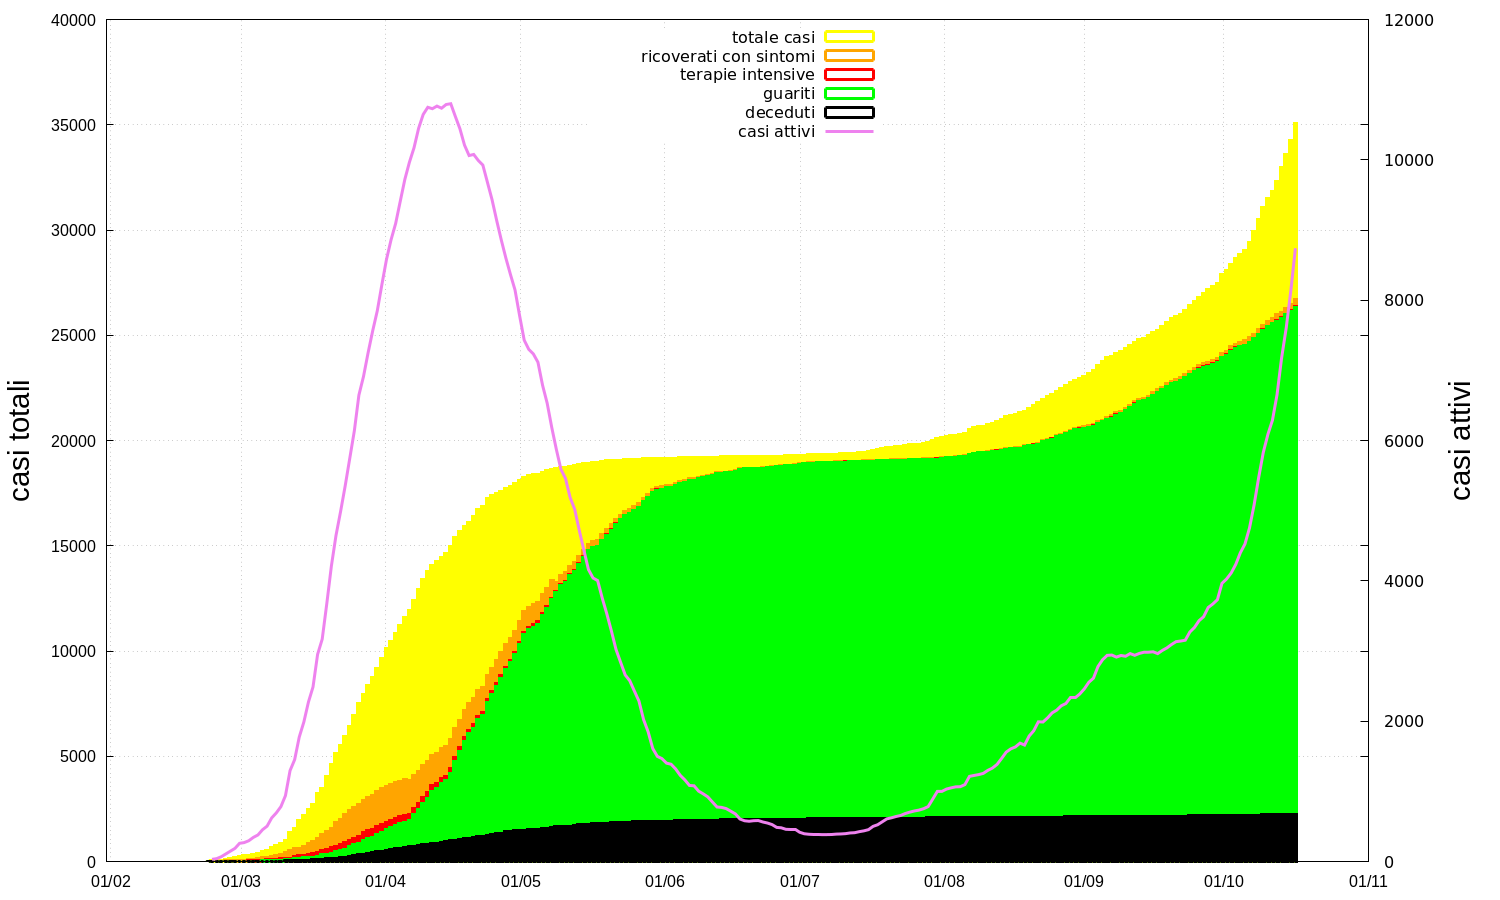 40000
35000
30000
25000
20000
15000
10000
5000
0
casi totali
totale casi
ricoverati con sintomi
terapie intensive
guariti
deceduti
casi attivi
12000
10000
8000
6000
4000
2000
0
casi attivi
01/02 01/03 01/04 01/05 01/06 01/07 01/08 01/09 01/10 01/11